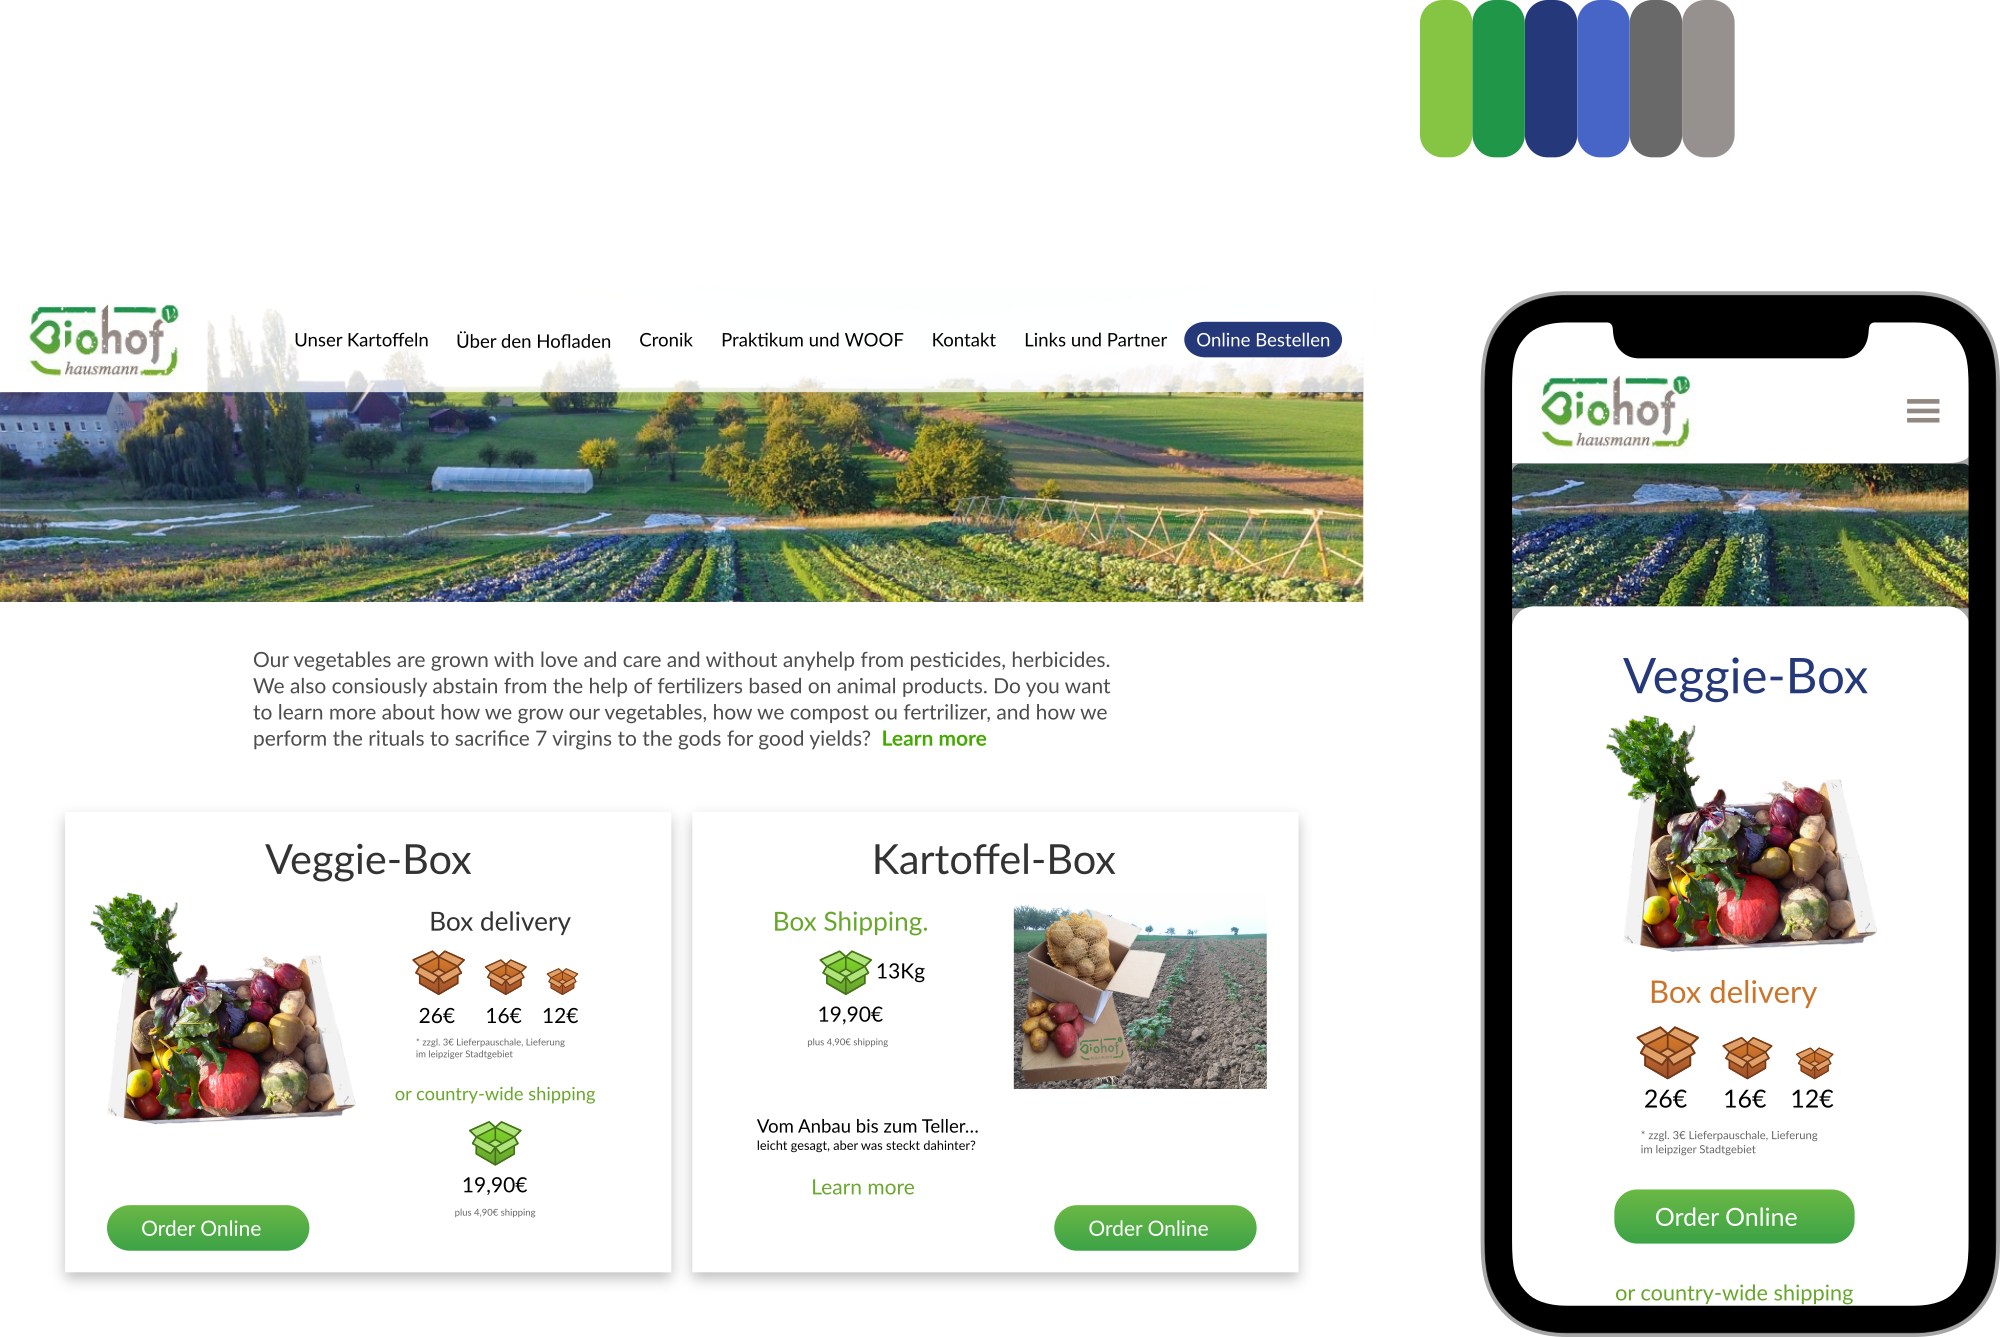 Biohof
hausmann
Unser Kartoffeln
Über den Hofladen
Cronik
Praktikum und WOOF
Kontakt
Links und Partner
Online Bestellen
Our vegetables are grown with love and care and without anyhelp from pesticides, herbicides.
We also consiously abstain from the help of fertilizers based on animal products. Do you want
to learn more about how we grow our vegetables, how we compost ou fertrilizer, and how we
perform the rituals to sacrifice 7 virgins to the gods for good yields? Learn more
Veggie-Box
Box delivery
26€ 16€ 12€
* zzgl. 3€ Lieferpauschale, Lieferung
im leipziger Stadtgebiet
or country-wide shipping
19,90€
plus 4,90€ shipping
Order Online
Kartoffel-Box
Box Shipping.
13Kg
19,90€
plus 4,90€ shipping
Biohof
Vom Anbau bis zum Teller...
leicht gesagt, aber was steckt dahinter?
Learn more
Order Online
Biohof
hausmann
Veggie-Box
Box delivery
26€ 16€ 12€
* zzgl. 3€ Lieferpauschale, Lieferung
im leipziger Stadtgebiet
Order Online
or country-wide shipping